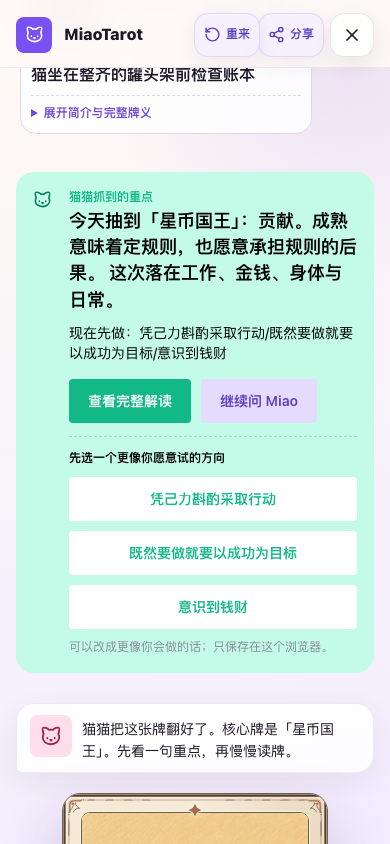 MiaoTarot
重来
分享
猫坐在整齐的罐头架前检查账本
展开简介与完整牌义
猫猫抓到的重点
今天抽到「星币国王」：贡献。成熟
意味着定规则，也愿意承担规则的后
果。 这次落在工作、金钱、身体与
日常。
现在先做：凭己力斟酌采取行动/既然要做就要
以成功为目标/意识到钱财
查看完整解读
继续问 Miao
先选一个更像你愿意试的方向
凭己力斟酌采取行动
既然要做就要以成功为目标
意识到钱财
可以改成更像你会做的话；只保存在这个浏览器。
猫猫把这张牌翻好了。核心牌是「星币国
王」。先看一句重点，再慢慢读牌。